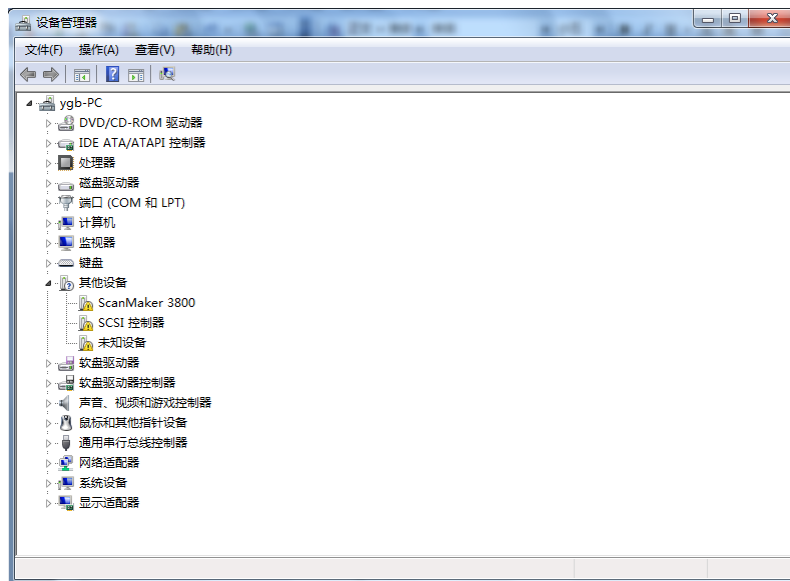 设备管理器
文件(F) 操作(A) 查看(V) 帮助(H)
ygb-PC
DVD/CD-ROM 驱动器
IDE ATA/ATAPI 控制器
处理器
磁盘驱动器
端口 (COM 和 LPT)
计算机
监视器
键盘
其他设备
ScanMaker 3800
SCSI 控制器
未知设备
软盘驱动器
软盘驱动器控制器
声音、视频和游戏控制器
鼠标和其他指针设备
通用串行总线控制器
网络适配器
系统设备
显示适配器